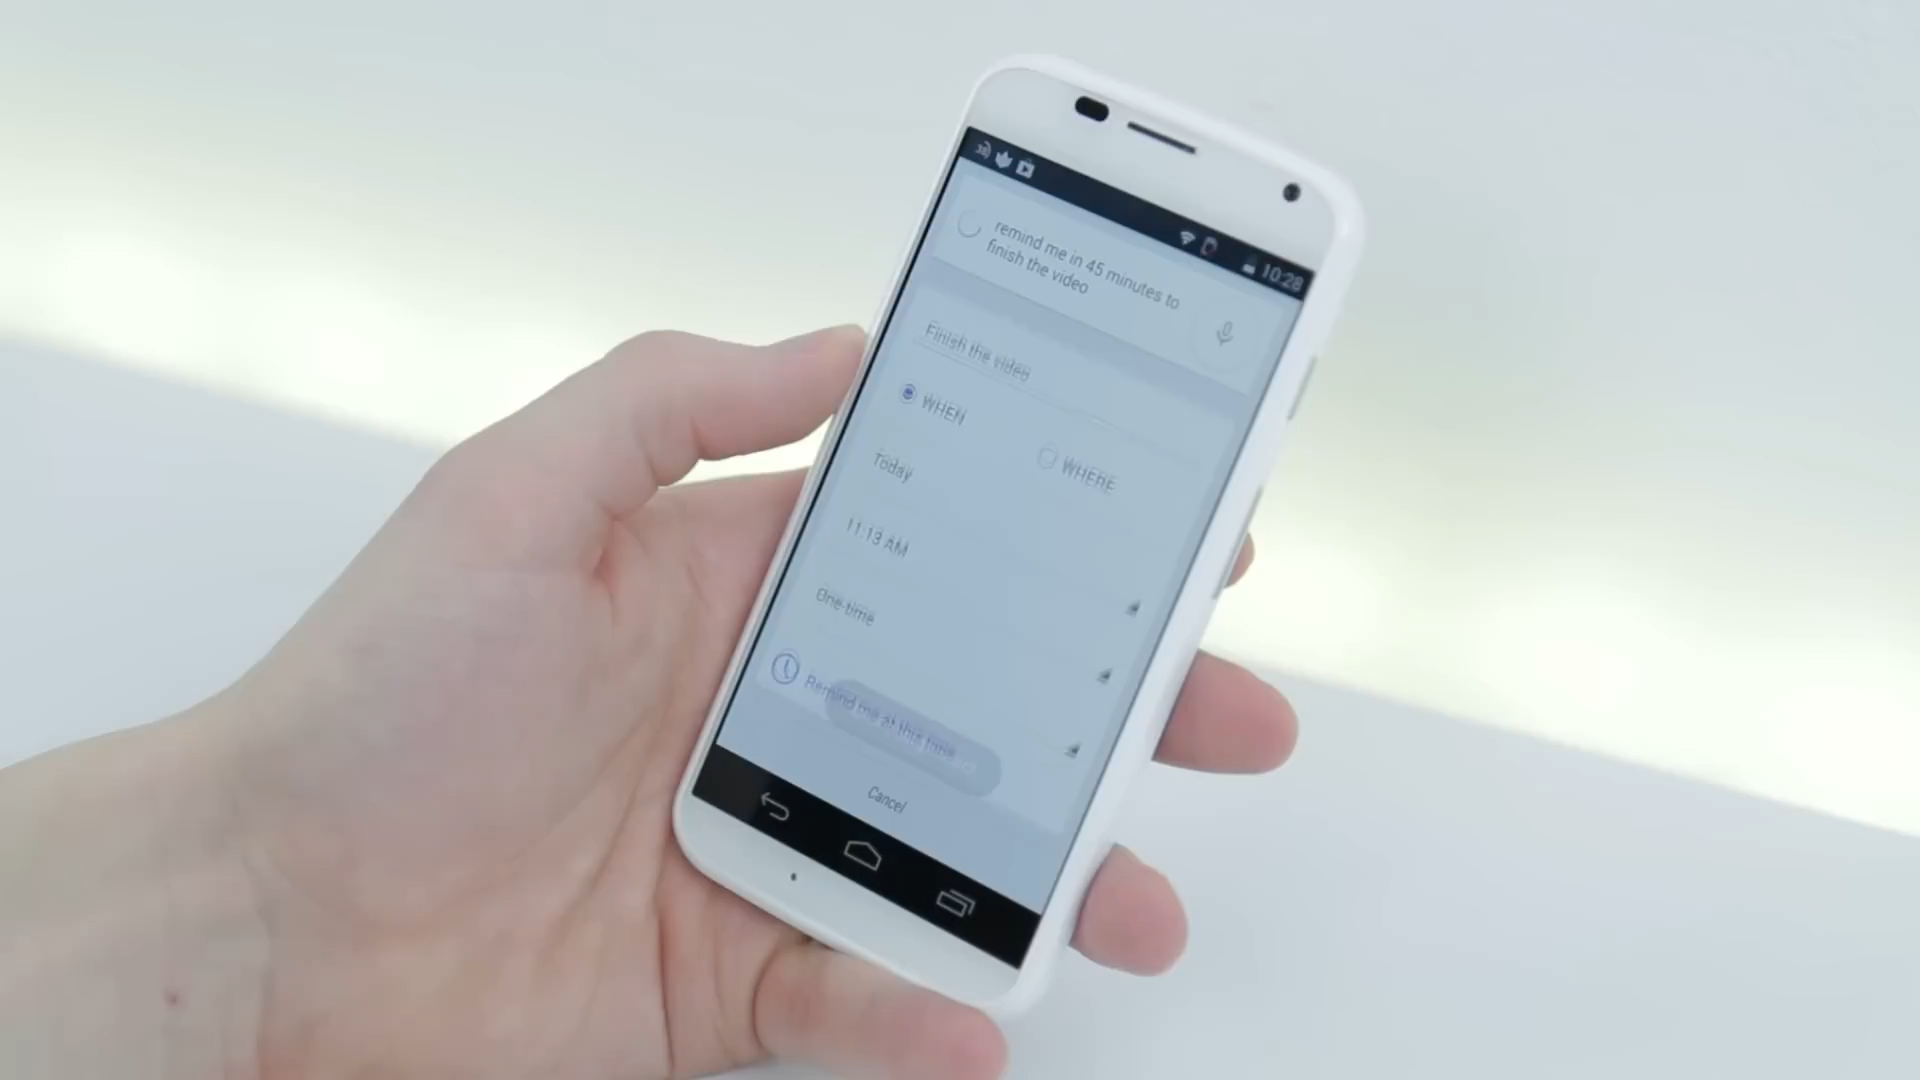 10:28
remind me in 45 minutes to
finish the video
Finish the video
WHEN
WHERE
Today
11:13 AM
One-time
Remind me at this time
Cancel